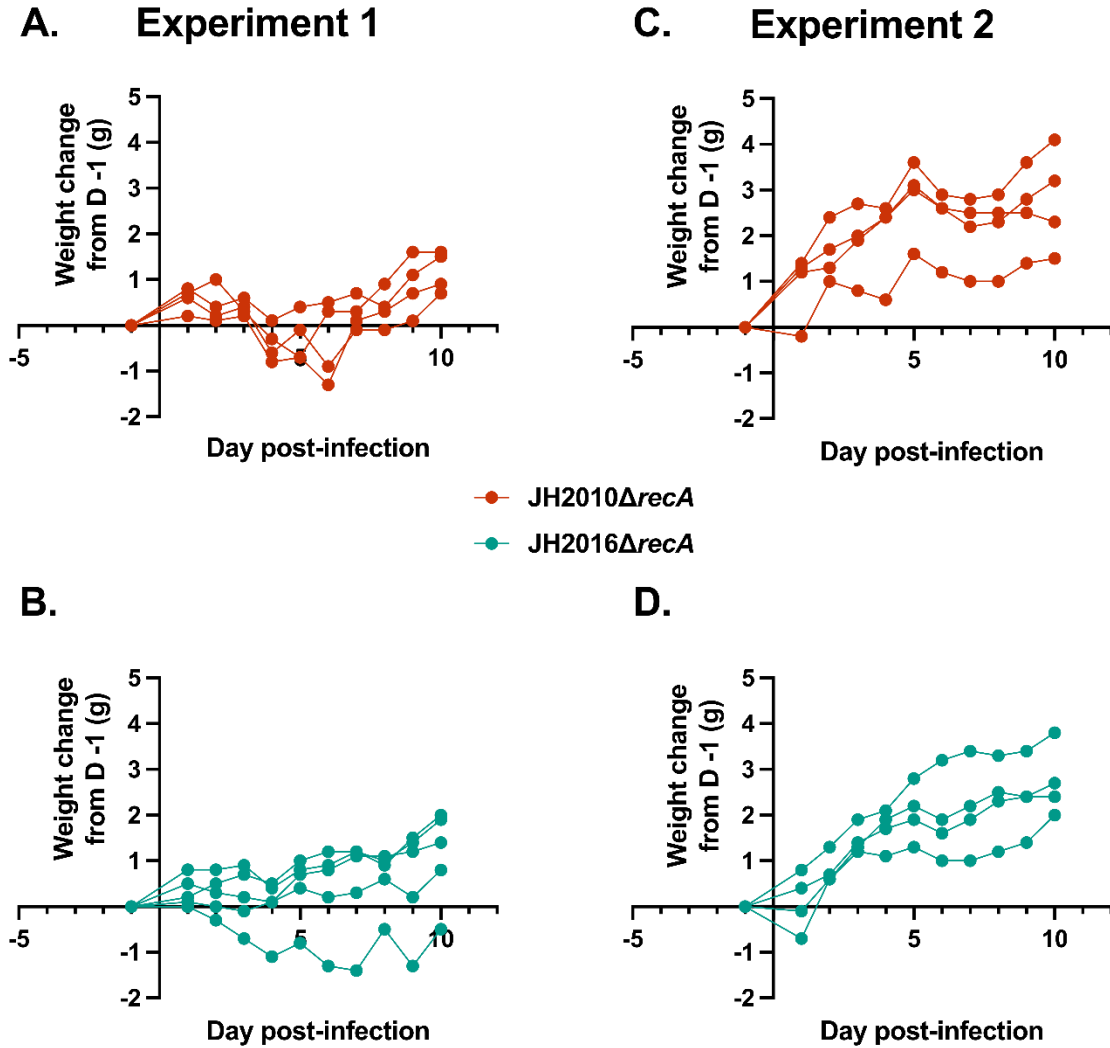 A. Experiment 1
C. Experiment 2
Weight change
from D -1 (g)
5
4
3
2
1
-1
-2
-5
5
10
Day post-infection
Weight change
from D -1 (g)
5
4
3
2
1
-1
-2
-5
5
10
Day post-infection
JH2010ΔrecA
JH2016ΔrecA
B.
D.
Weight change
from D -1 (g)
5
4
3
2
1
-1
-2
-5
5
10
Day post-infection
Weight change
from D -1 (g)
5
4
3
2
1
-1
-2
-5
5
10
Day post-infection